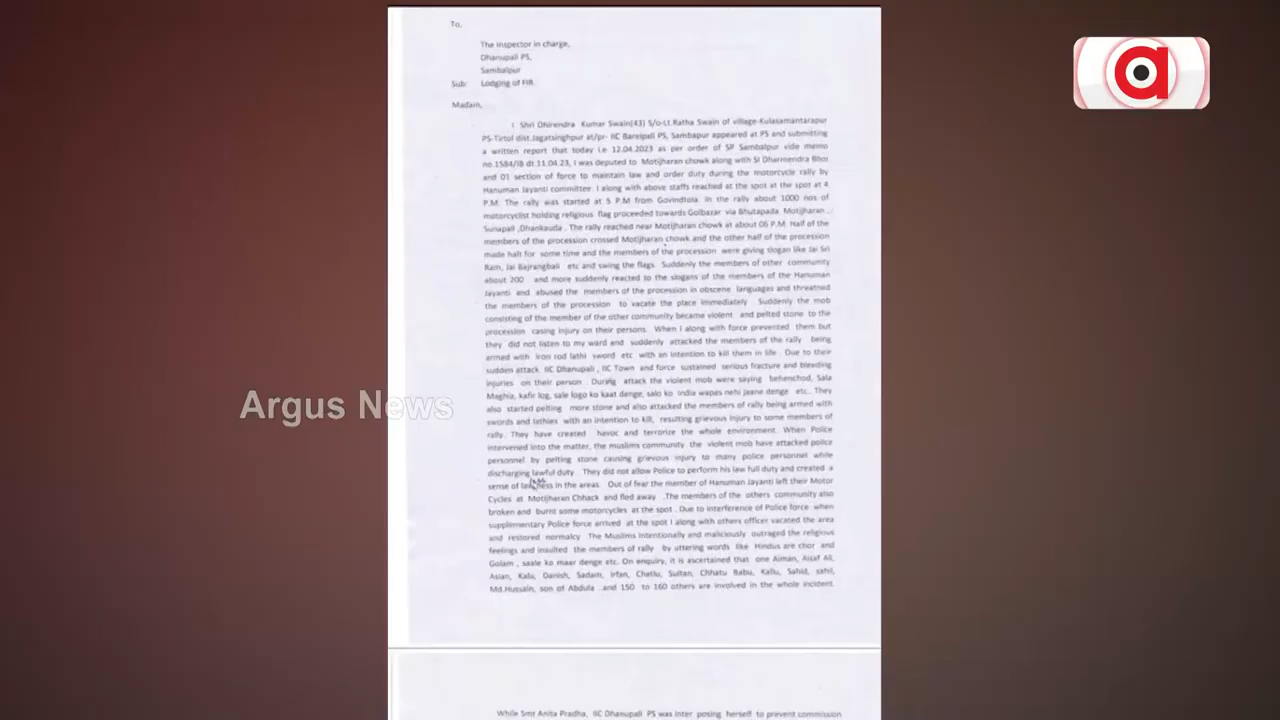 To,
The Inspector in charge,
Dhanupali PS,
Sambalpur
Sub: Lodging of FIR.
Madam,
I Shri Dhirendra Kumar Swain(43) S/o-Lt.Ratha Swain of village-Kulasamantarapur
PS-Tirtol dist.Jagatsinghpur at/pr- IIC Bareipali PS, Sambapur appeared at PS and submitting
a written report that today i.e 12.04.2023 as per order of SP Sambalpur vide memo
no.1584/IB dt.11.04.23, I was deputed to Motijharan chowk along with SI Dharmendra Bhoi
and 01 section of force to maintain law and order duty during the motorcycle rally by
Hanuman Jayanti committee. I along with above staffs reached at the spot at the spot at 4
P.M. The rally was started at 5 P.M from Govindtola. In the rally about 1000 nos of
motorcyclist holding religious flag proceeded towards Golbazar via Bhutapada, Motijharan ,
Sunapali ,Dhankauda . The rally reached near Motijharan chowk at about 06 P.M. Half of the
members of the procession crossed Motijharan chowk and the other half of the procession
made halt for some time and the members of the procession were giving slogan like Jai Sri
Ram, Jai Bajrangbali etc and swing the flags. Suddenly the members of other community
about 200 and more suddenly reacted to the slogans of the members of the Hanuman
Jayanti and abused the members of the procession in obscene languages and threatned
the members of the procession to vacate the place immediately . Suddenly the mob
consisting of the member of the other community became violent and pelted stone to the
procession casing injury on their persons. When I along with force prevented them but
they did not listen to my ward and suddenly attacked the members of the rally being
armed with iron rod lathi sword etc with an intention to kill them in life . Due to their
sudden attack IIC Dhanupali , IIC Town and force sustained serious fracture and bleeding
injuries on their person . During attack the violent mob were saying behenchod, Sala
Maghia, kafir log, sale logo ko kaat denge, salo ko india wapas nehi jaane denge etc.. They
also started pelting more stone and also attacked the members of rally being armed with
swords and lathies with an intention to kill, resulting grievous injury to some members of
rally. They have created havoc and terrorize the whole environment. When Police
intervened into the matter, the muslims community the violent mob have attacked police
personnel by pelting stone causing grievous injury to many police personnel while
discharging lawful duty . They did not allow Police to perform his law full duty and created a
sense of in the areas. Out of fear the member of Hanuman Jayanti left their Motor
Cycles at Motijharan Chhack and fled away .The members of the others community also
broken and burnt some motorcycles at the spot . Due to interference of Police force when
supplementary Police force arrived at the spot I along with others officer vacated the area
and restored normalcy The Muslims intentionally and maliciously outraged the religious
feelings and insulted the members of rally by uttering words like Hindus are chor and
Golam , saale ko maar denge etc. On enquiry, it is ascertained that one Aiman, Aisaf Ali,
Asian, Kalu, Danish, Sadam, Irfan, Chatlu, Sultan, Chhatu Babu, Kallu, Sahid, sahil,
Md.Hussain, son of Abdula ..and 150 to 160 others are involved in the whole incident.
While Smt Anita Pradha, IIC Dhanupali PS was inter posing herself to prevent commission
Argus News
a